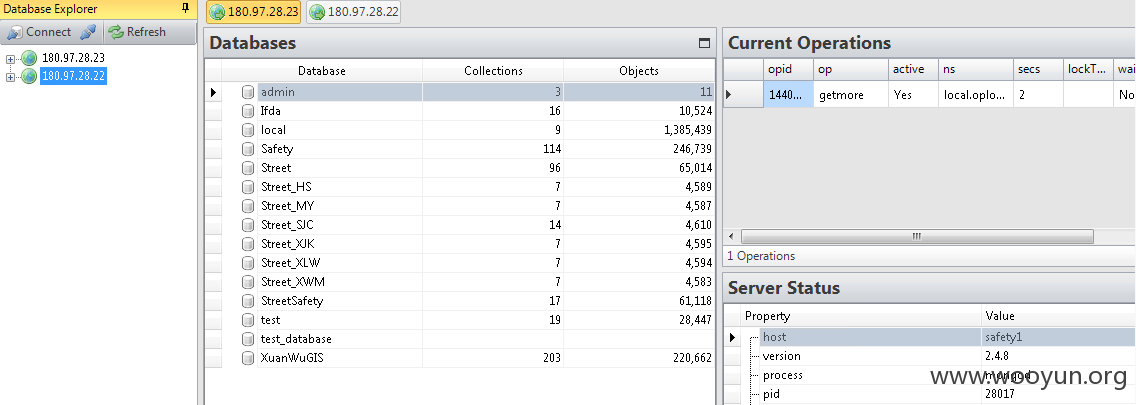 Database Explorer
Connect Refresh
180.97.28.23
180.97.28.22
180.97.28.23 180.97.28.22
Databases
Database Collections Objects
admin 3 11
Ifda 16 10,524
local 9 1,385,439
Safety 114 246,739
Street 96 65,014
Street_HS 7 4,589
Street_MY 7 4,587
Street_SJC 14 4,610
Street_XJK 7 4,595
Street_XLW 7 4,594
Street_XWM 7 4,583
StreetSafety 17 61,118
test 19 28,447
test_database
XuanWuGIS 203 220,662
Current Operations
opid op active ns secs lockT... wai
1440... getmore Yes local.oplo... 2 No
1 Operations
Server Status
Property Value
host safety1
version 2.4.8
process mongod
pid 28017
www.wooyun.org